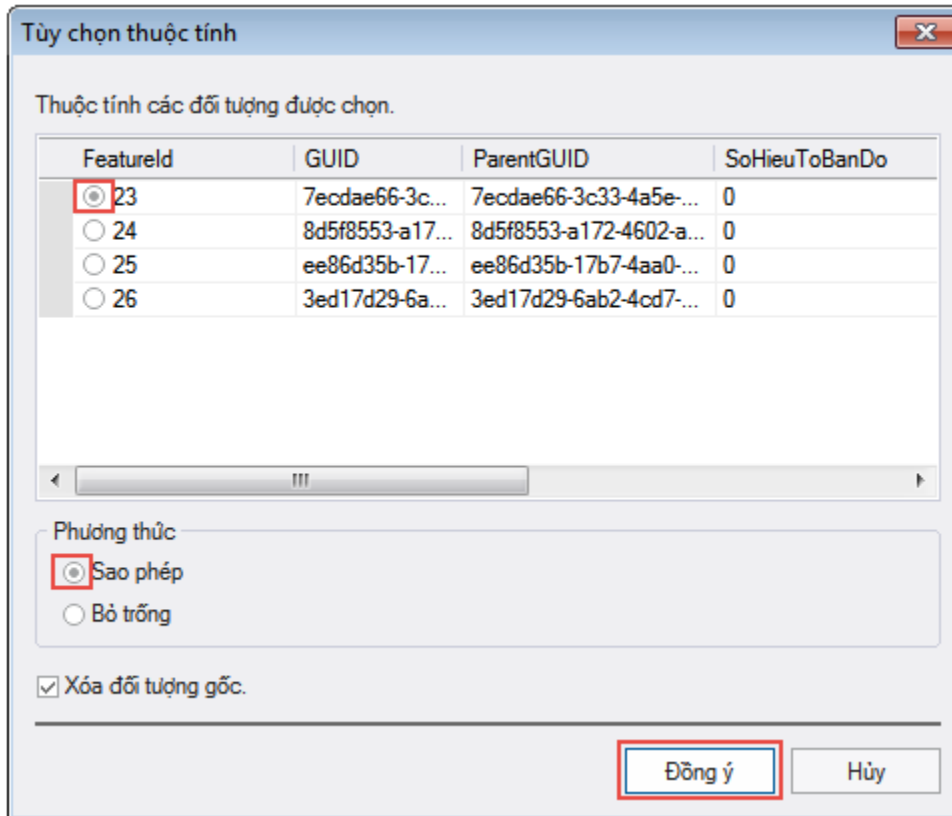 Tùy chọn thuộc tính
Thuộc tính các đối tượng được chọn.
FeatureId GUID ParentGUID SoHieuToBanDo
23 7ecdae66-3c... 7ecdae66-3c33-4a5e-... 0
24 8d5f8553-a17... 8d5f8553-a172-4602-a... 0
25 ee86d35b-17... ee86d35b-17b7-4aa0-... 0
26 3ed17d29-6a... 3ed17d29-6ab2-4cd7-... 0
Phương thức
Sao phép
Bỏ trống
Xóa đối tượng gốc.
Đồng ý Hủy